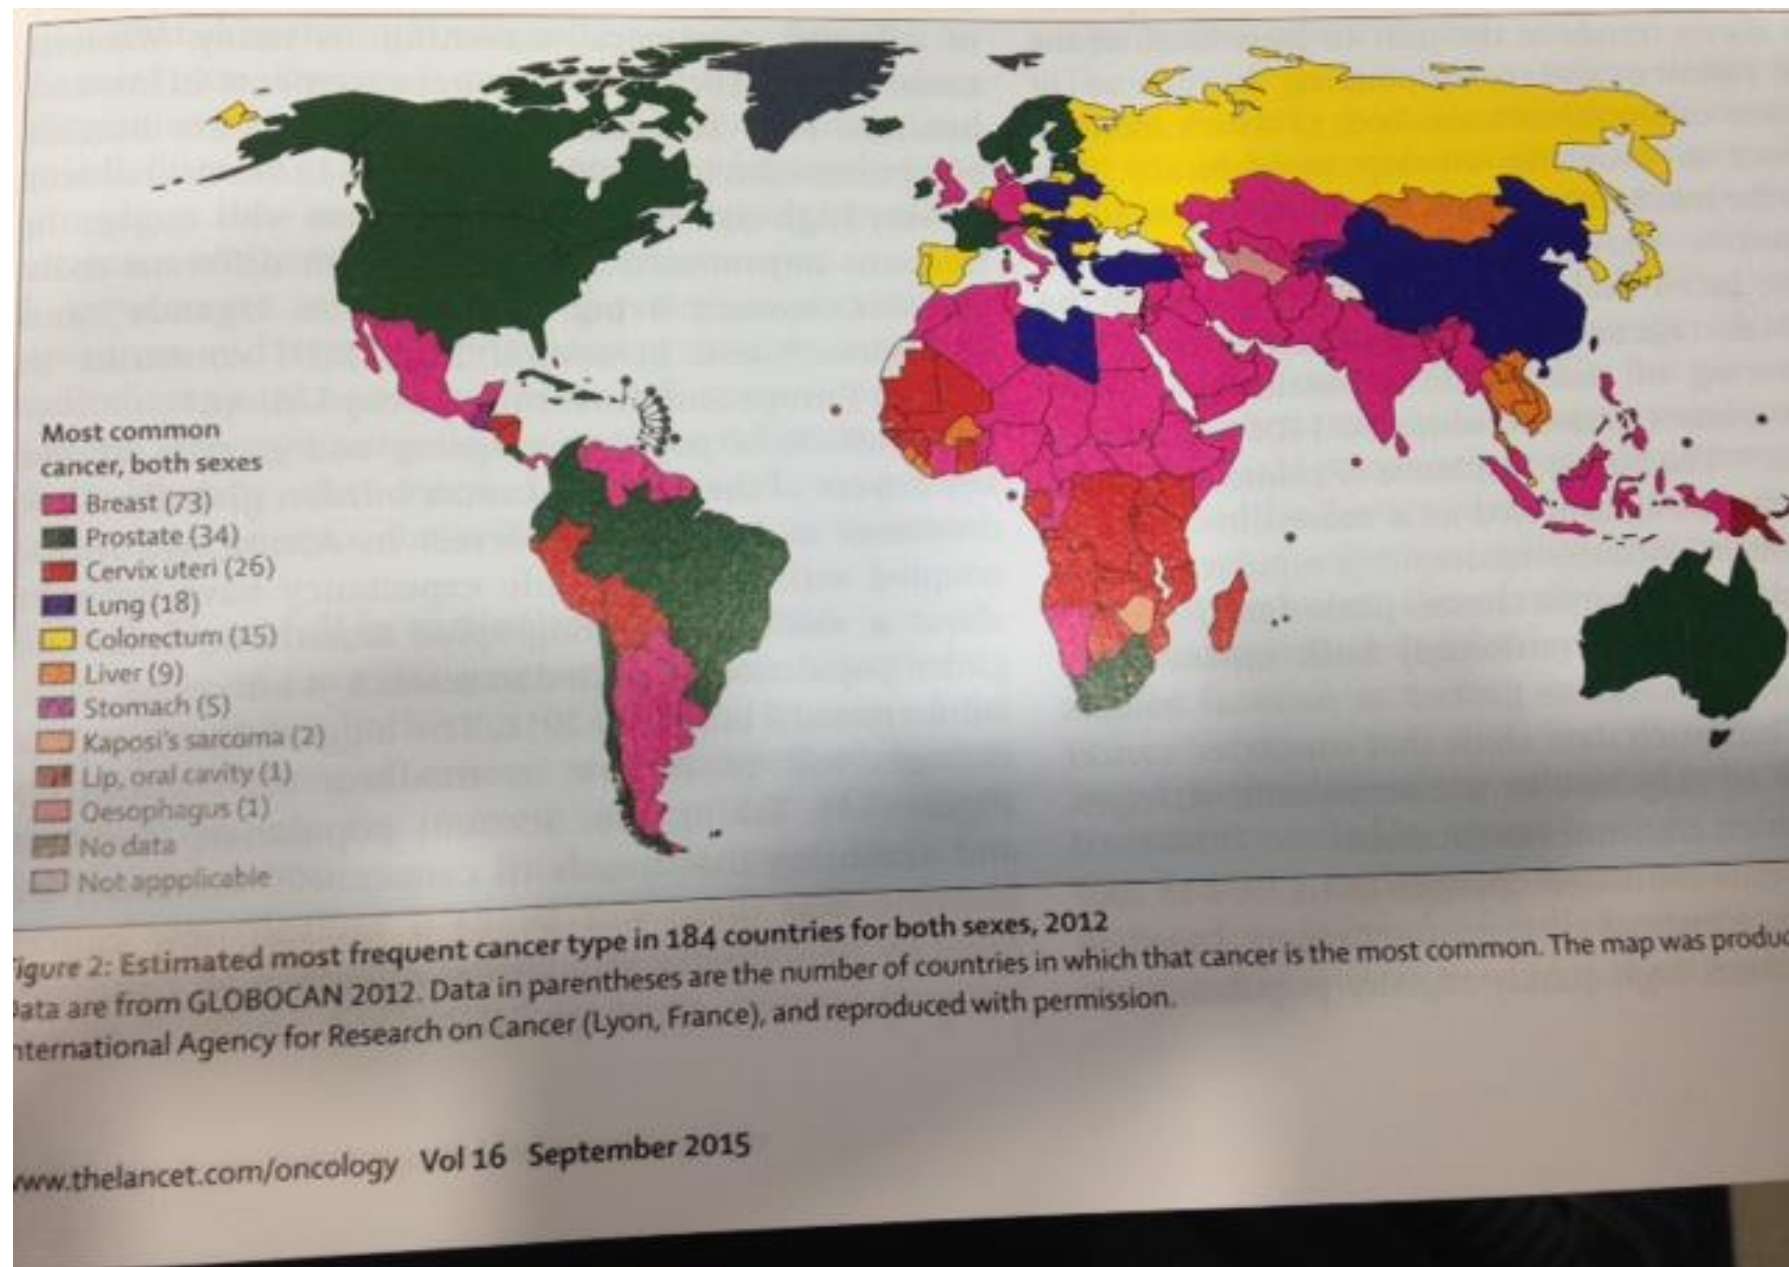 Most common
cancer, both sexes
Breast (73)
Prostate (34)
Cervix uteri (26)
Lung (18)
Colorectum (15)
Liver (9)
Stomach (5)
Kaposi's sarcoma (2)
Lip, oral cavity (1)
Oesophagus (1)
No data
Not appplicable
igure 2: Estimated most frequent cancer type in 184 countries for both sexes, 2012
ata are from GLOBOCAN 2012. Data in parentheses are the number of countries in which that cancer is the most common. The map was produc
nternational Agency for Research on Cancer (Lyon, France), and reproduced with permission.
www.thelancet.com/oncology Vol 16 September 2015